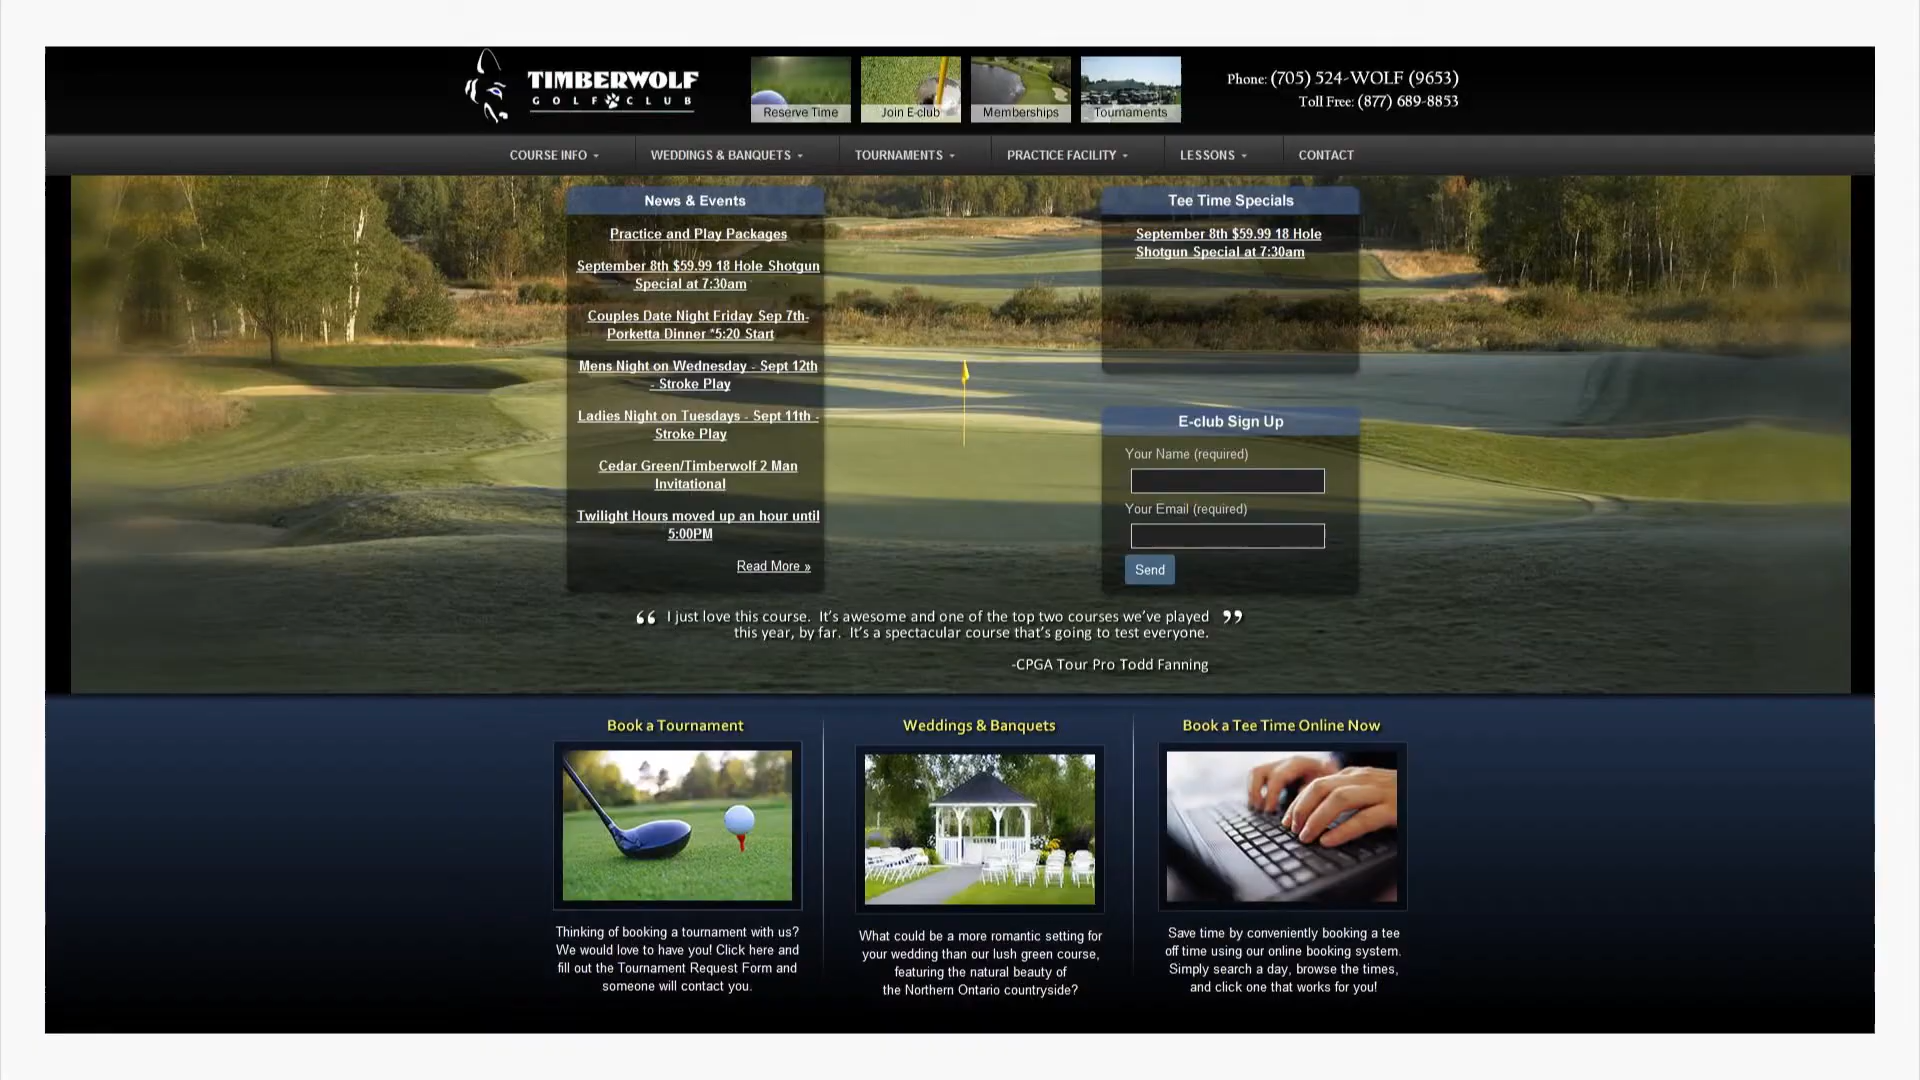 TIMBERWOLF
GOLF CLUB
Reserve Time
Join E-club
Memberships
Tournaments
Phone: (705) 524-WOLF (9653)
Toll Free: (877) 689-8853
COURSE INFO
WEDDINGS & BANQUETS
TOURNAMENTS
PRACTICE FACILITY
LESSONS
CONTACT
News & Events
Practice and Play Packages
September 8th $59.99 18 Hole Shotgun
Special at 7:30am
Couples Date Night Friday Sep 7th-
Porketta Dinner *5:20 Start
Mens Night on Wednesday - Sept 12th
- Stroke Play
Ladies Night on Tuesdays - Sept 11th -
Stroke Play
Cedar Green/Timberwolf 2 Man
Invitational
Twilight Hours moved up an hour until
5:00PM
Read More »
Tee Time Specials
September 8th $59.99 18 Hole
Shotgun Special at 7:30am
E-club Sign Up
Your Name (required)
Your Email (required)
Send
“ I just love this course. It's awesome and one of the top two courses we've played ”
this year, by far. It's a spectacular course that's going to test everyone.
-CPGA Tour Pro Todd Fanning
Book a Tournament
Thinking of booking a tournament with us?
We would love to have you! Click here and
fill out the Tournament Request Form and
someone will contact you.
Weddings & Banquets
What could be a more romantic setting for
your wedding than our lush green course,
featuring the natural beauty of
the Northern Ontario countryside?
Book a Tee Time Online Now
Save time by conveniently booking a tee
off time using our online booking system.
Simply search a day, browse the times,
and click one that works for you!